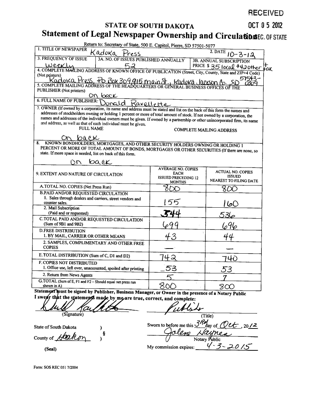 RECEIVED
OCT 05 2012
SEC. OF STATE
STATE OF SOUTH DAKOTA
Statement of Legal Newspaper Ownership and Circulation
Return to: Secretary of State, 500 E. Capitol, Pierre, SD 57501-5077
1. TITLE OF NEWSPAPER Kadoka Press
2. DATE 10-3-12
3. FREQUENCY OF ISSUE Weekly
3A. NO. OF ISSUES PUBLISHED ANNUALLY 52
3B. ANNUAL SUBSCRIPTION PRICE $ 35 local $42 other
4. COMPLETE MAILING ADDRESS OF KNOWN OFFICE OF PUBLICATION (Street, City, County, State and ZIP+4 Code)
(Not printers)
Kadoka Press, PO Box 309, 915 main St, Kadoka, Jackson SD 57543-
5. COMPLETE MAILING ADDRESS OF THE HEADQUARTERS OR GENERAL BUSINESS OFFICES OF THE
PUBLISHER (Not printers)
on back
6. FULL NAME OF PUBLISHER: Donald Ravellette
7. OWNER (If owned by a corporation, its name and address must be stated and list on the back of this form the names and
addresses of stockholders owning or holding 1 percent or more of total amount of stock. If not owned by a corporation, the
names and addresses of the individual owners must be given. If owned by a partnership or other unincorporated firm, its name
and address, as well as that of each individual must be given.
FULL NAME COMPLETE MAILING ADDRESS
on back
8. KNOWN BONDHOLDERS, MORTGAGEES, AND OTHER SECURITY HOLDERS OWNING OR HOLDING 1
PERCENT OR MORE OF TOTAL AMOUNT OF BONDS, MORTGAGES OR OTHER SECURITIES (If there are none, so
state. If more space is needed, list on back of this form.
on back
9. EXTENT AND NATURE OF CIRCULATION
AVERAGE NO. COPIES EACH ISSUED PRECEDING 12 MONTHS
ACTUAL NO. COPIES ISSUED NEAREST TO FILING DATE
A. TOTAL NO. COPIES (Net Press Run) 800 800
B. PAID AND/OR REQUESTED CIRCULATION
1. Sales through dealers and carriers, street vendors and
counter sales. 155 160
2. Mail Subscription
(Paid and or requested) 544 536
C. TOTAL PAID AND/OR REQUESTED CIRCULATION
(Sum of 9B1 and 9B2) 699 696
D. FREE DISTRIBUTION
1. BY MAIL, CARRIER OR OTHER MEANS 43 44
2. SAMPLES, COMPLIMENTARY AND OTHER FREE
COPIES
E. TOTAL DISTRIBUTION (Sum of C, D1 and D2) 742 740
F. COPIES NOT DISTRIBUTED
1. Office use, left over, unaccounted, spoiled after printing 53 53
2. Return from News Agents 5 7
G. TOTAL (Sum of E, F1 and F2 - Should equal net press run
shown in A) 800 800
Statement must be signed by Publisher, Business Manager, or Owner in the presence of a Notary Public
I swear that the statements made by me are true, correct, and complete:
Publisher
(Signature) (Title)
State of South Dakota )
§
County of Haakon )
Sworn to before me this 3rd day of Oct, 2012
Notary Public
(Seal)
My commission expires: 4-3-2015
Form: SOS REC 051 7/2004